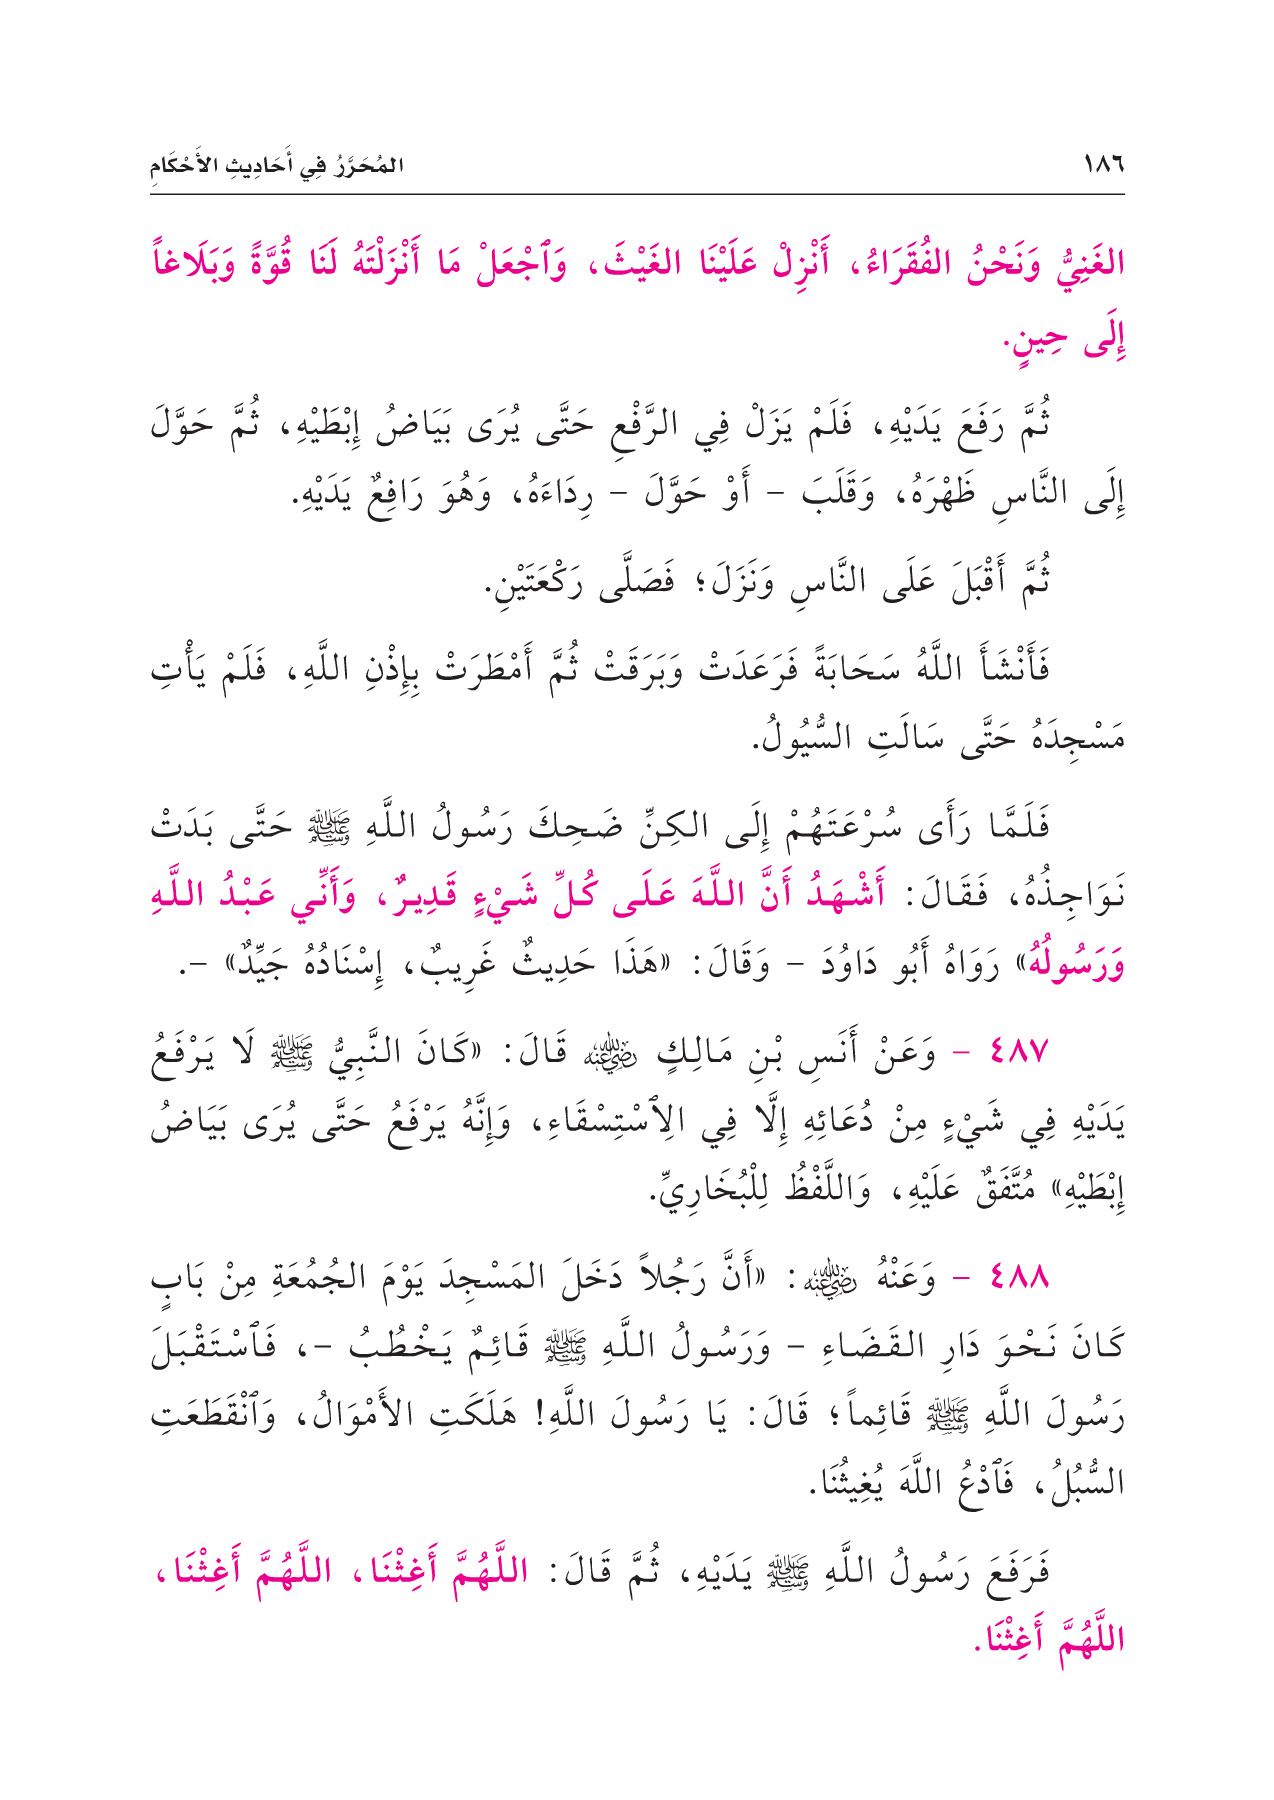 ١٨٦ المُحَرَّرُ فِي أَحَادِيثِ الأَحْكَامِ
الغَنِيُّ وَنَحْنُ الفُقَرَاءُ، أَنْزِلْ عَلَيْنَا الغَيْثَ، وَٱجْعَلْ مَا أَنْزَلْتَهُ لَنَا قُوَّةً وَبَلَاغاً
إِلَى حِينٍ.
ثُمَّ رَفَعَ يَدَيْهِ، فَلَمْ يَزَلْ فِي الرَّفْعِ حَتَّى يُرَى بَيَاضُ إِبْطَيْهِ، ثُمَّ حَوَّلَ
إِلَى النَّاسِ ظَهْرَهُ، وَقَلَبَ – أَوْ حَوَّلَ – رِدَاءَهُ، وَهُوَ رَافِعٌ يَدَيْهِ.
ثُمَّ أَقْبَلَ عَلَى النَّاسِ وَنَزَلَ؛ فَصَلَّى رَكْعَتَيْنِ.
فَأَنْشَأَ اللَّهُ سَحَابَةً فَرَعَدَتْ وَبَرَقَتْ ثُمَّ أَمْطَرَتْ بِإِذْنِ اللَّهِ، فَلَمْ يَأْتِ
مَسْجِدَهُ حَتَّى سَالَتِ السُّيُولُ.
فَلَمَّا رَأَى سُرْعَتَهُمْ إِلَى الكِنِّ ضَحِكَ رَسُولُ اللَّهِ ﷺ حَتَّى بَدَتْ
نَوَاجِذُهُ، فَقَالَ: أَشْهَدُ أَنَّ اللَّهَ عَلَى كُلِّ شَيْءٍ قَدِيرٌ، وَأَنِّي عَبْدُ اللَّهِ
وَرَسُولُهُ» رَوَاهُ أَبُو دَاوُدَ – وَقَالَ: «هَذَا حَدِيثٌ غَرِيبٌ، إِسْنَادُهُ جَيِّدٌ» –.
٤٨٧ – وَعَنْ أَنَسِ بْنِ مَالِكٍ رضي الله عنه قَالَ: «كَانَ النَّبِيُّ ﷺ لَا يَرْفَعُ
يَدَيْهِ فِي شَيْءٍ مِنْ دُعَائِهِ إِلَّا فِي الِٱسْتِسْقَاءِ، وَإِنَّهُ يَرْفَعُ حَتَّى يُرَى بَيَاضُ
إِبْطَيْهِ» مُتَّفَقٌ عَلَيْهِ، وَاللَّفْظُ لِلْبُخَارِيِّ.
٤٨٨ – وَعَنْهُ رضي الله عنه: «أَنَّ رَجُلاً دَخَلَ المَسْجِدَ يَوْمَ الجُمُعَةِ مِنْ بَابٍ
كَانَ نَحْوَ دَارِ القَضَاءِ – وَرَسُولُ اللَّهِ ﷺ قَائِمٌ يَخْطُبُ –، فَٱسْتَقْبَلَ
رَسُولَ اللَّهِ ﷺ قَائِماً؛ قَالَ: يَا رَسُولَ اللَّهِ! هَلَكَتِ الأَمْوَالُ، وَٱنْقَطَعَتِ
السُّبُلُ، فَٱدْعُ اللَّهَ يُغِيثُنَا.
فَرَفَعَ رَسُولُ اللَّهِ ﷺ يَدَيْهِ، ثُمَّ قَالَ: اللَّهُمَّ أَغِثْنَا، اللَّهُمَّ أَغِثْنَا،
اللَّهُمَّ أَغِثْنَا.